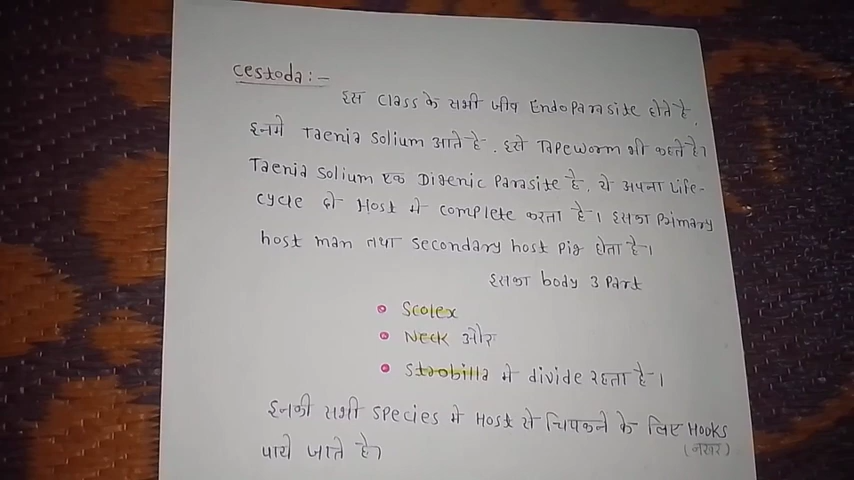 Cestoda :-
इस class के सभी जीव Endoparasite होते है,
इनमे Taenia solium आते है, इसे Tapeworm भी कहते है।
Taenia solium एक Digenic Parasite है, ये अपना Life-
cycle दो Host मे complete करता है। इसका Primary
host man तथा secondary host pig होता है।
इसका body 3 Part
• Scolex
• Neck और
• Strobilla मे divide रहता है।
इनकी सभी species मे Host से चिपकने के लिए Hooks
(नखर)
पाये जाते है।